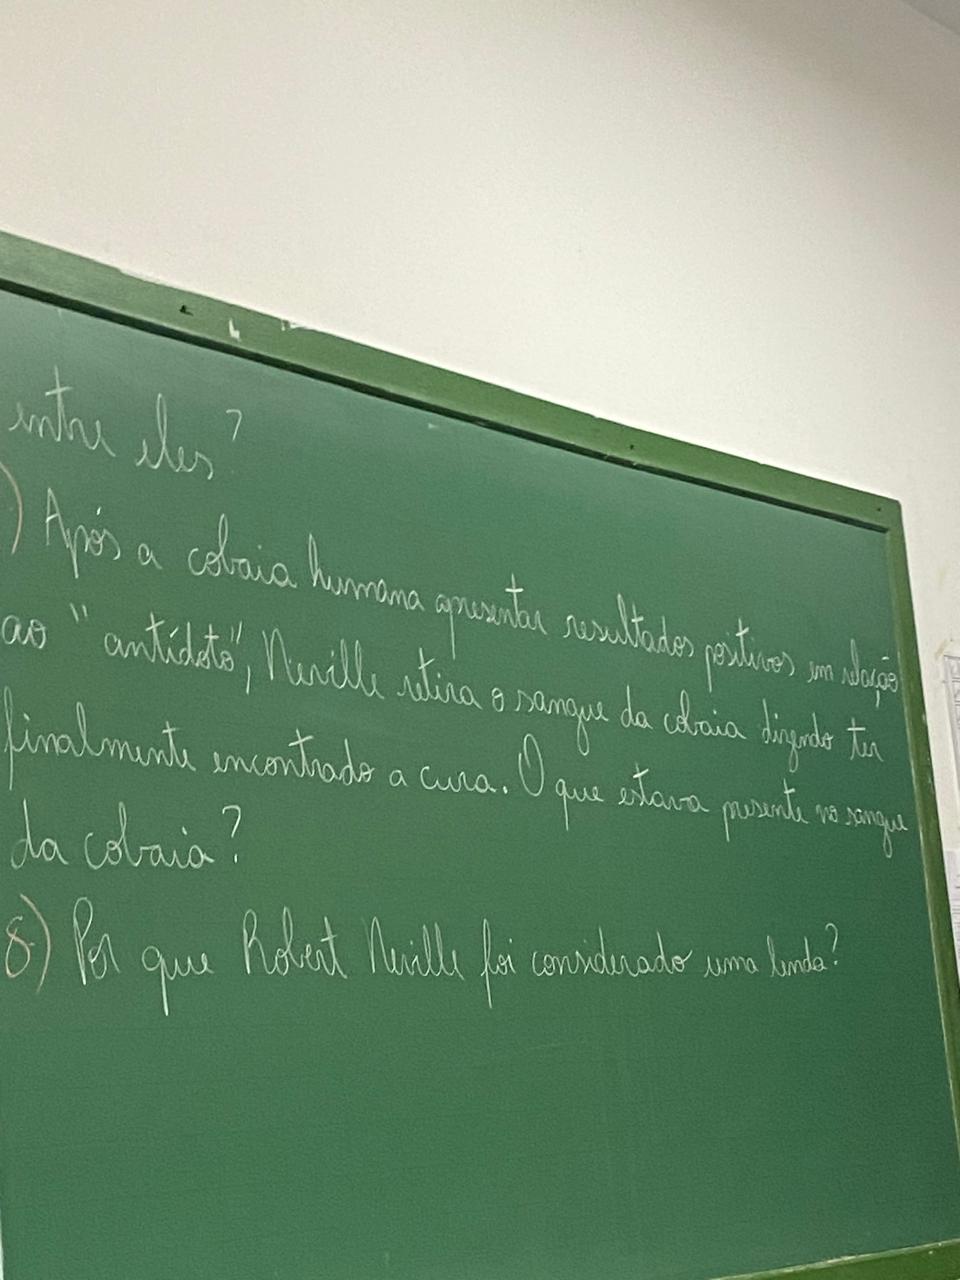 entre eles?
) Após a cobaia humana apresentar resultados positivos em relação
ao "antídoto", Neville retira o sangue da cobaia dizendo ter
finalmente encontrado a cura. O que estava presente no sangue
da cobaia?
8) Por que Robert Neville foi considerado uma lenda?